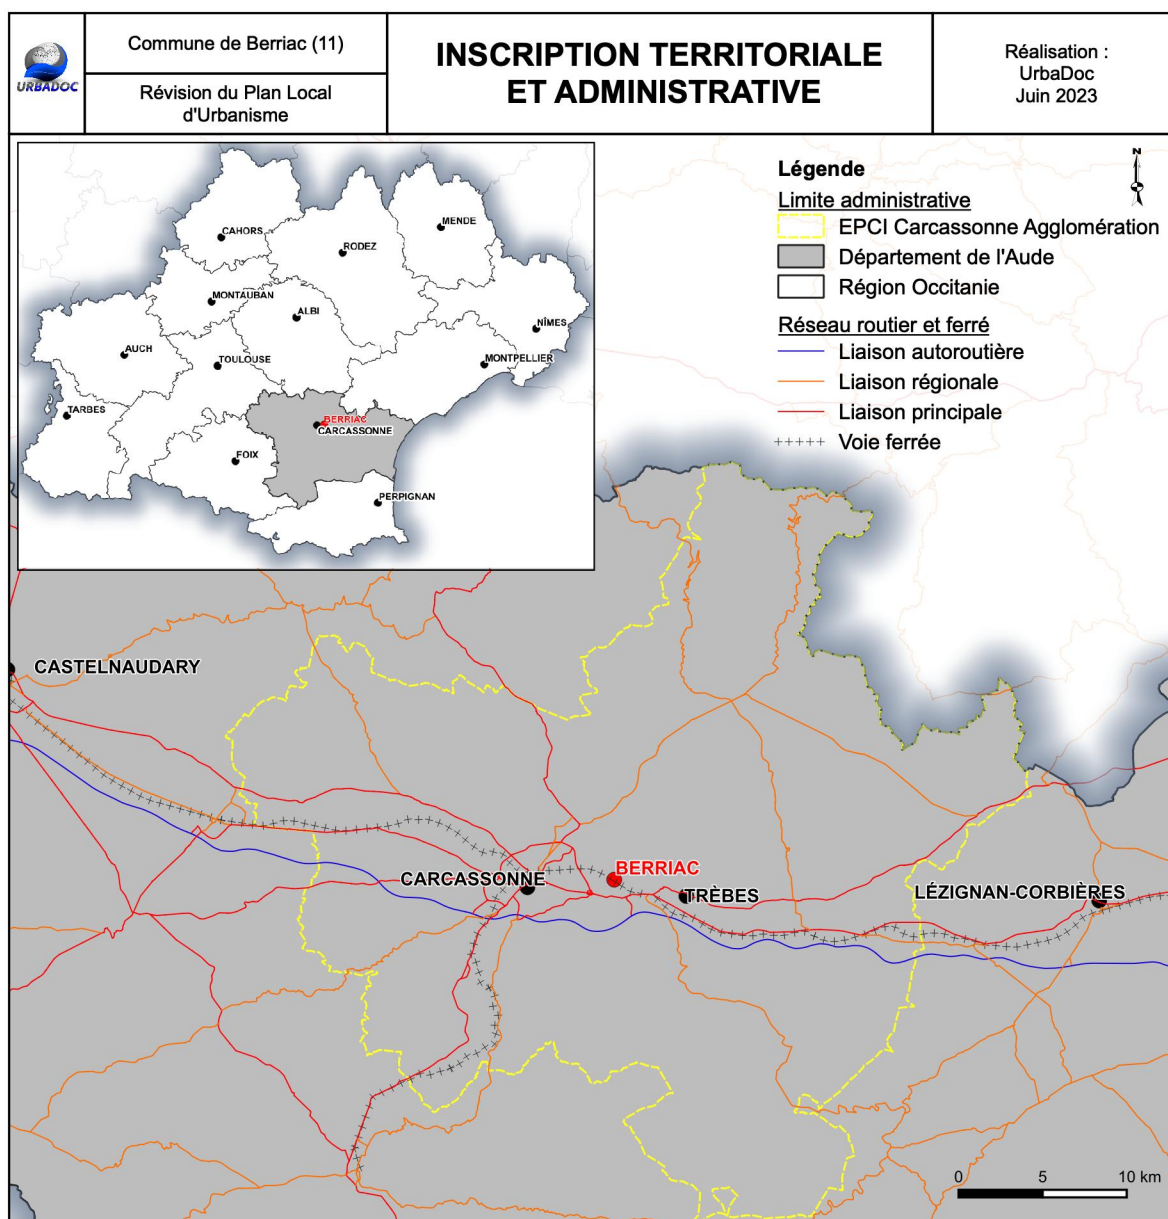 URBADOC
Commune de Berriac (11)
Révision du Plan Local
d'Urbanisme
INSCRIPTION TERRITORIALE
ET ADMINISTRATIVE
Réalisation :
UrbaDoc
Juin 2023
CAHORS
MENDE
RODEZ
MONTAUBAN
ALBI
NÎMES
AUCH
TOULOUSE
MONTPELLIER
TARBES
BERRIAC
CARCASSONNE
FOIX
PERPIGNAN
N
Légende
Limite administrative
EPCI Carcassonne Agglomération
Département de l'Aude
Région Occitanie
Réseau routier et ferré
Liaison autoroutière
Liaison régionale
Liaison principale
Voie ferrée
CASTELNAUDARY
CARCASSONNE
BERRIAC
TRÈBES
LÉZIGNAN-CORBIÈRES
0 5 10 km